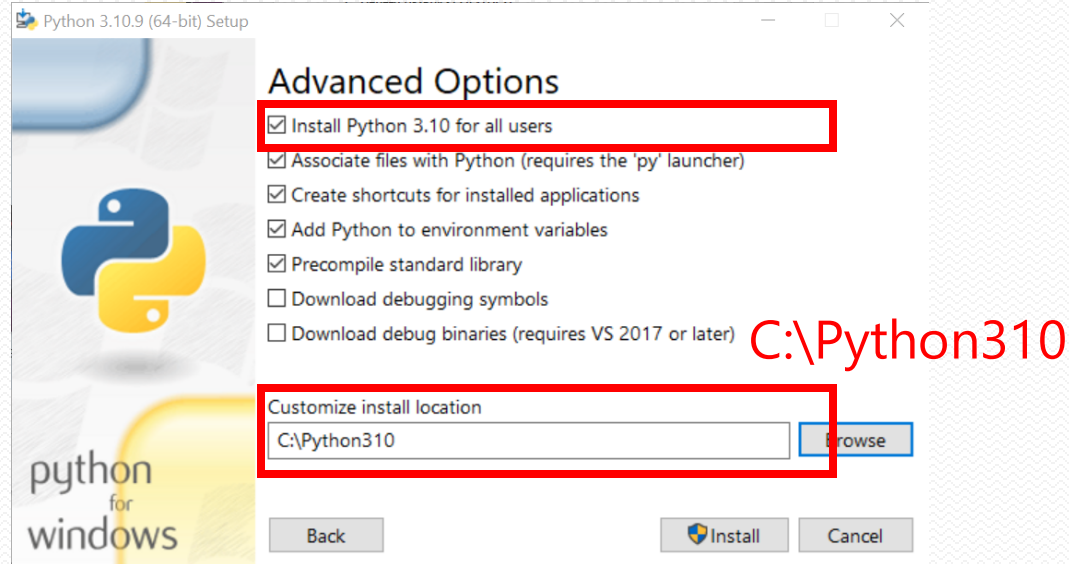 Python 3.10.9 (64-bit) Setup
Advanced Options
Install Python 3.10 for all users
Associate files with Python (requires the 'py' launcher)
Create shortcuts for installed applications
Add Python to environment variables
Precompile standard library
Download debugging symbols
Download debug binaries (requires VS 2017 or later)
C:\Python310
Customize install location
C:\Python310
Browse
python
for
windows
Back
Install
Cancel